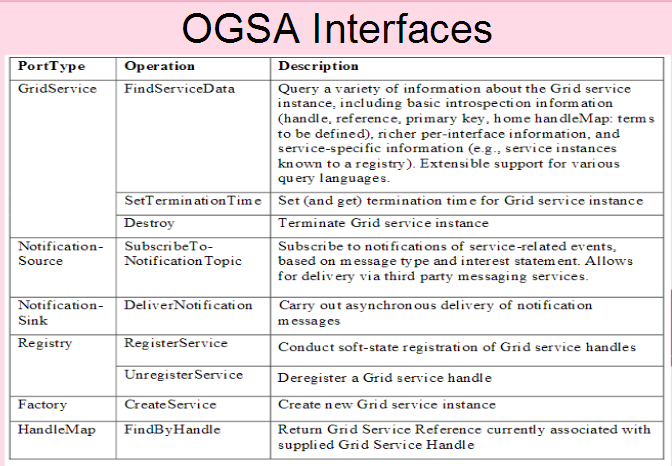 OGSA Interfaces
PortType Operation Description
GridService FindServiceData Query a variety of information about the Grid service
instance, including basic introspection information
(handle, reference, primary key, home handleMap: terms
to be defined), richer per-interface information, and
service-specific information (e.g., service instances
known to a registry). Extensible support for various
query languages.
SetTerminationTime Set (and get) termination time for Grid service instance
Destroy Terminate Grid service instance
Notification- SubscribeTo- Subscribe to notifications of service-related events,
Source NotificationTopic based on message type and interest statement. Allows
for delivery via third party messaging services.
Notification- DeliverNotification Carry out asynchronous delivery of notification
Sink messages
Registry RegisterService Conduct soft-state registration of Grid service handles
UnregisterService Deregister a Grid service handle
Factory CreateService Create new Grid service instance
HandleMap FindByHandle Return Grid Service Reference currently associated with
supplied Grid Service Handle